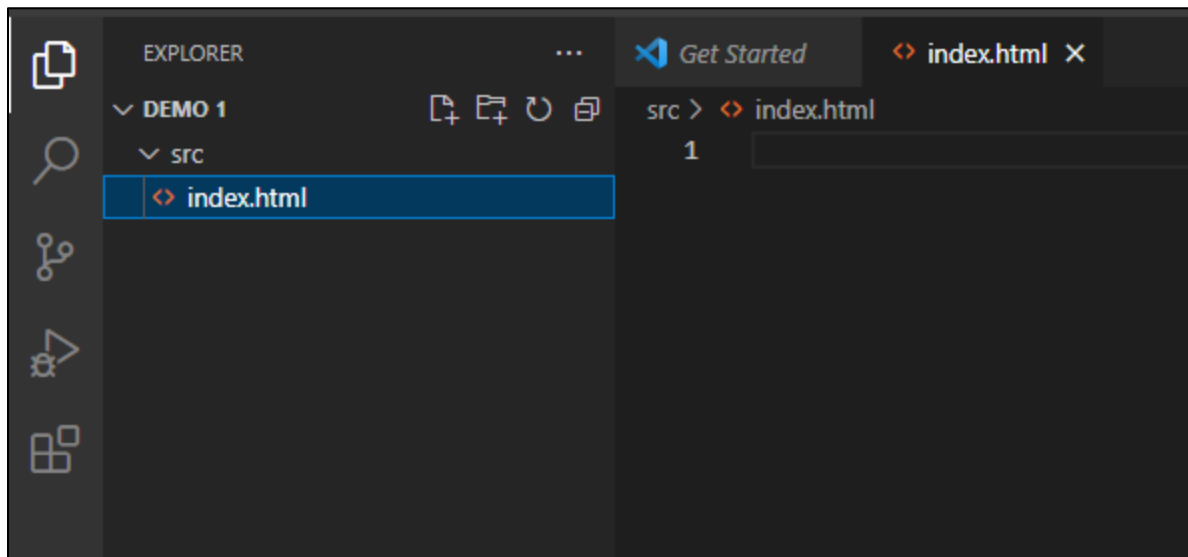 EXPLORER
DEMO 1
src
index.html
Get Started
index.html
src > index.html
1